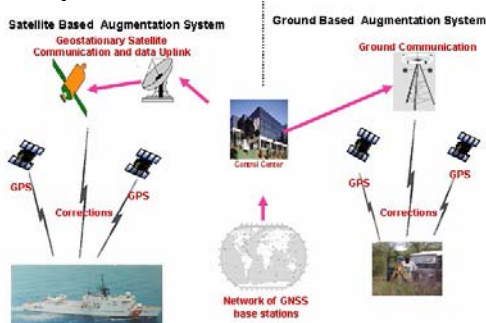 Satellite Based Augmentation System
Ground Based Augmentation System
Geostationary Satellite
Communication and data Uplink
Ground Communication
Control Center
GPS
GPS
Corrections
GPS
GPS
Corrections
Network of GNSS
base stations